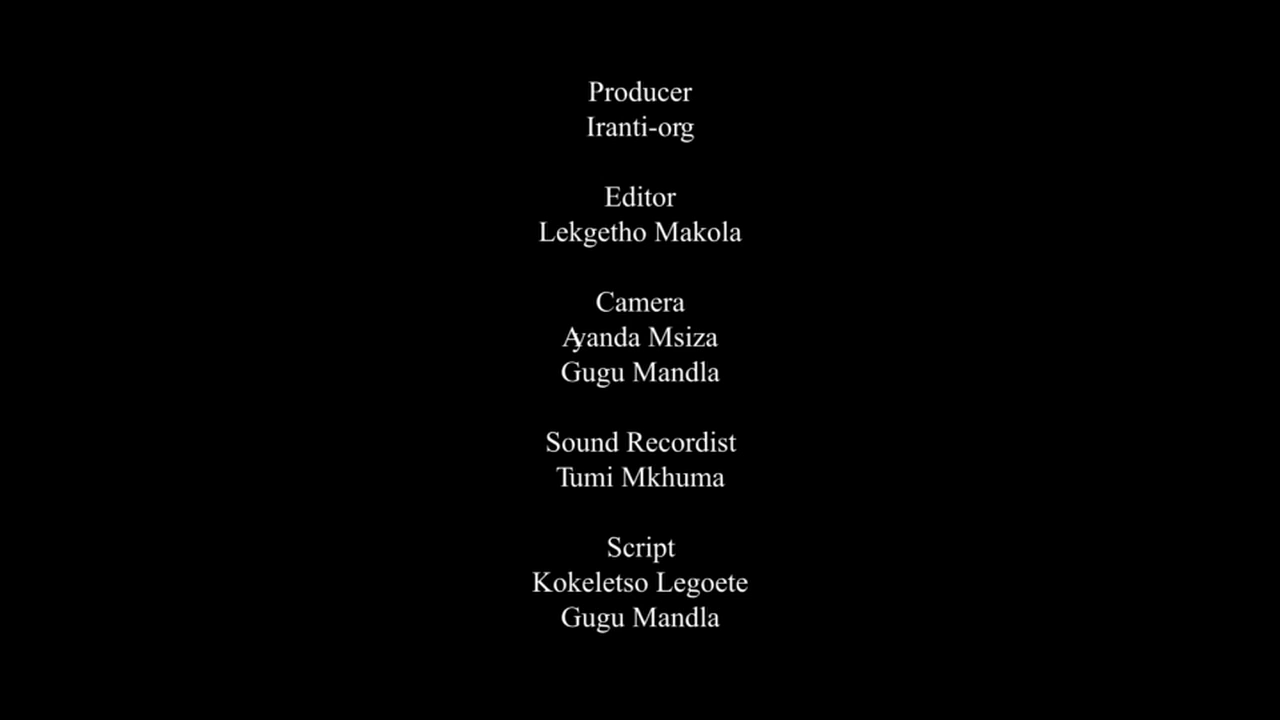 Producer
Iranti-org
Editor
Lekgetho Makola
Camera
Ayanda Msiza
Gugu Mandla
Sound Recordist
Tumi Mkhuma
Script
Kokeletso Legoete
Gugu Mandla